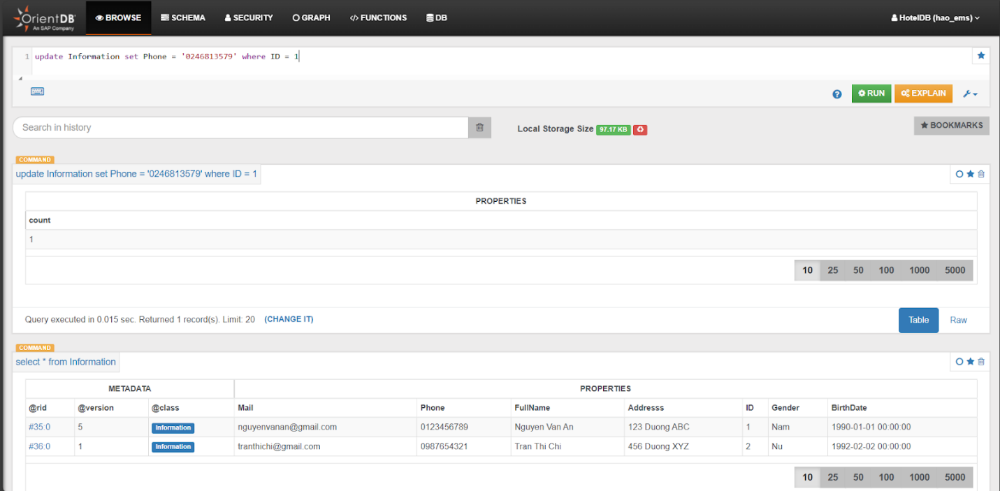 OrientDB®
An SAP Company
BROWSE SCHEMA SECURITY GRAPH FUNCTIONS DB HotelDB (hao_ems)
1 update Information set Phone = '0246813579' where ID = 1
? RUN EXPLAIN
Search in history
Local Storage Size 97.17 KB
BOOKMARKS
COMMAND
update Information set Phone = '0246813579' where ID = 1
PROPERTIES
count
1
10 25 50 100 1000 5000
Query executed in 0.015 sec. Returned 1 record(s). Limit: 20 (CHANGE IT)
Table Raw
COMMAND
select * from Information
METADATA PROPERTIES
@rid @version @class Mail Phone FullName Addresss ID Gender BirthDate
#35:0 5 Information nguyenvanan@gmail.com 0123456789 Nguyen Van An 123 Duong ABC 1 Nam 1990-01-01 00:00:00
#36:0 1 Information tranthichi@gmail.com 0987654321 Tran Thi Chi 456 Duong XYZ 2 Nu 1992-02-02 00:00:00
10 25 50 100 1000 5000